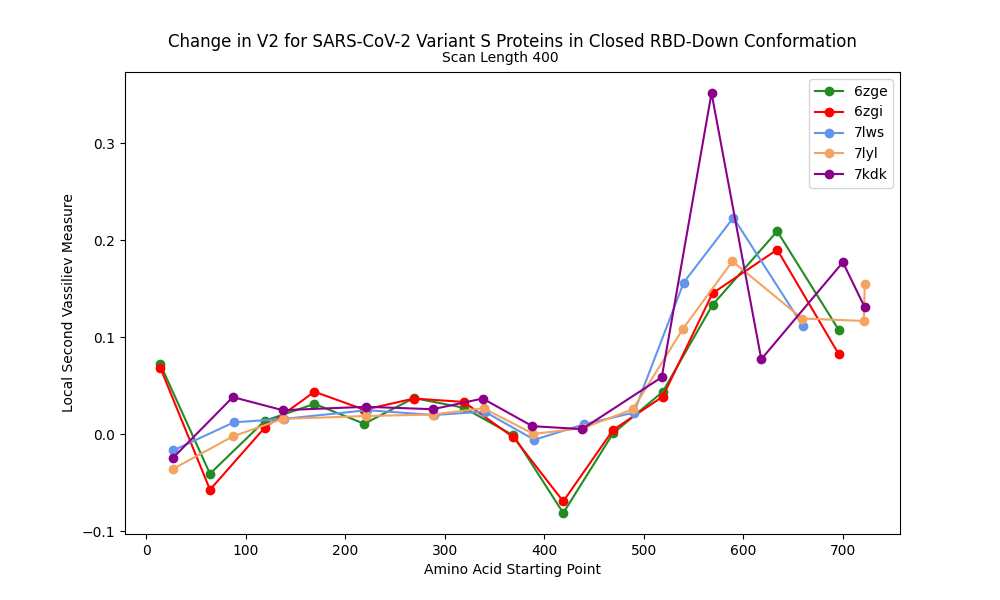 Change in V2 for SARS-CoV-2 Variant S Proteins in Closed RBD-Down Conformation
Scan Length 400
6zge
6zgi
7lws
7lyl
7kdk
0.3
0.2
0.1
0.0
−0.1
Local Second Vassiliev Measure
0 100 200 300 400 500 600 700
Amino Acid Starting Point